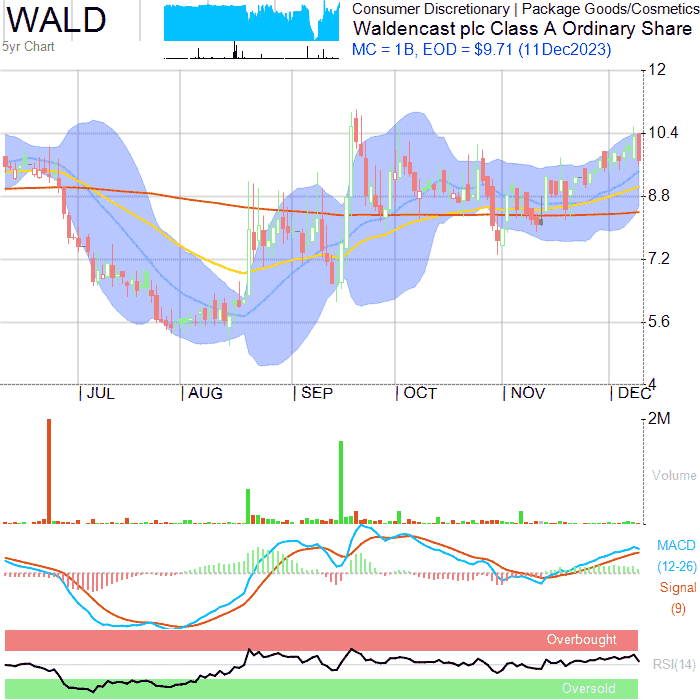 WALD
5yr Chart
Consumer Discretionary | Package Goods/Cosmetics
Waldencast plc Class A Ordinary Share
MC = 1B, EOD = $9.71 (11Dec2023)
12
10.4
8.8
7.2
5.6
4
JUL
AUG
SEP
OCT
NOV
DEC
2M
Volume
MACD
(12-26)
Signal
(9)
Overbought
RSI(14)
Oversold